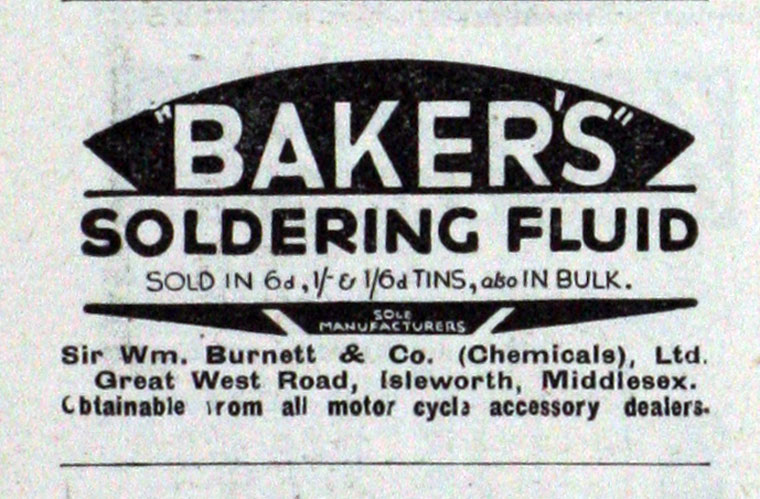 "BAKER'S"
SOLDERING FLUID
SOLD IN 6d, 1/- & 1/6d TINS, also IN BULK.
SOLE
MANUFACTURERS
Sir Wm. Burnett & Co. (Chemicals), Ltd.
Great West Road, Isleworth, Middlesex.
Obtainable from all motor cycle accessory dealers.